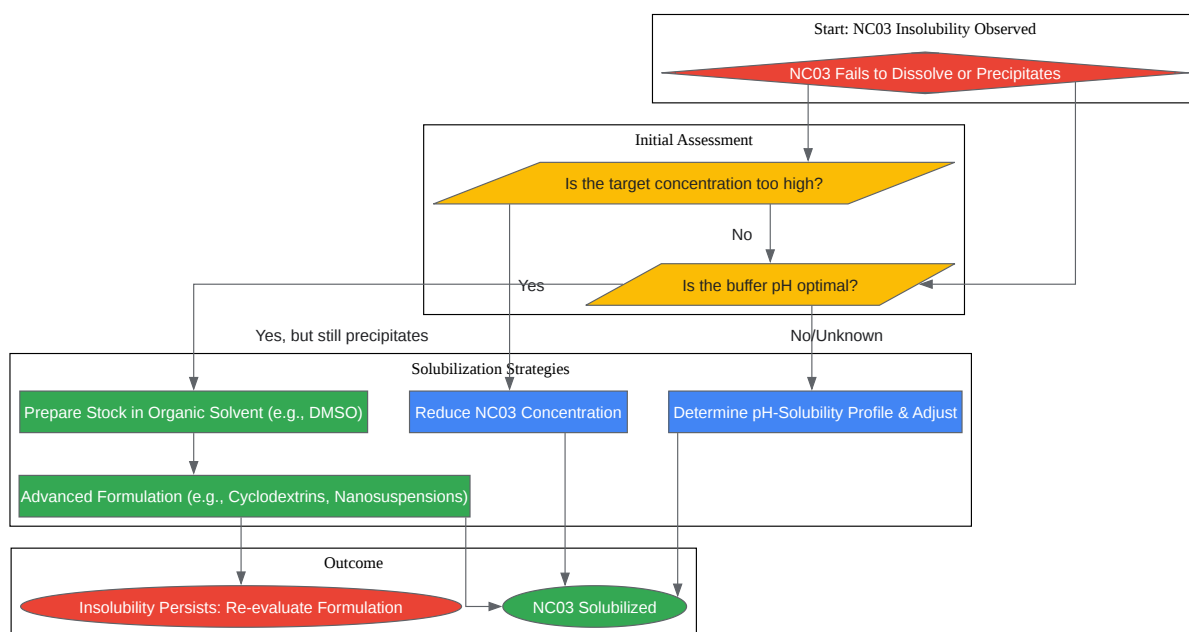 Start: NC03 Insolubility Observed
NC03 Fails to Dissolve or Precipitates
Initial Assessment
Is the target concentration too high?
No
Is the buffer pH optimal?
Yes
Yes, but still precipitates
No/Unknown
Solubilization Strategies
Prepare Stock in Organic Solvent (e.g., DMSO)
Reduce NC03 Concentration
Determine pH-Solubility Profile & Adjust
Advanced Formulation (e.g., Cyclodextrins, Nanosuspensions)
Outcome
Insolubility Persists: Re-evaluate Formulation
NC03 Solubilized